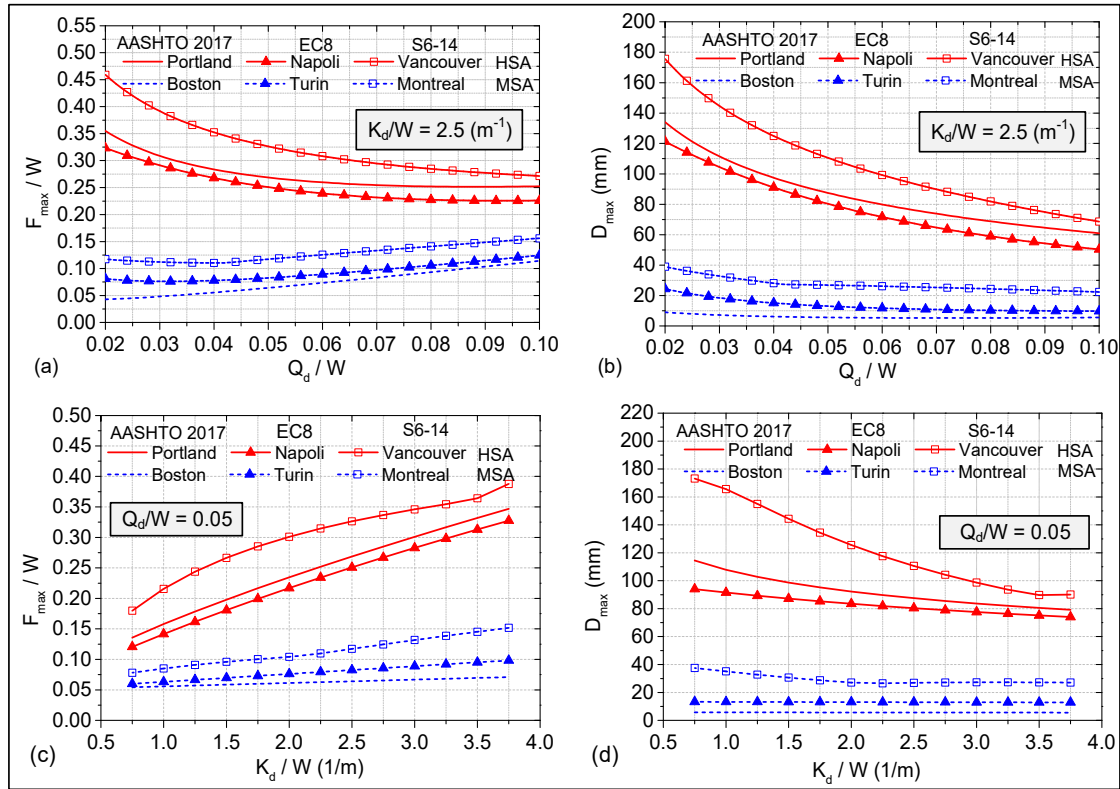 AASHTO 2017 EC8 S6-14
Portland Napoli Vancouver HSA
Boston Turin Montreal MSA
K_d/W = 2.5 (m⁻¹)
F_max / W
0.55
0.50
0.45
0.40
0.35
0.30
0.25
0.20
0.15
0.10
0.05
0.00
0.02 0.03 0.04 0.05 0.06 0.07 0.08 0.09 0.10
(a)
Q_d / W
AASHTO 2017 EC8 S6-14
Portland Napoli Vancouver HSA
Boston Turin Montreal MSA
K_d/W = 2.5 (m⁻¹)
D_max (mm)
200
180
160
140
120
100
80
60
40
20
0
0.02 0.03 0.04 0.05 0.06 0.07 0.08 0.09 0.10
(b)
Q_d / W
AASHTO 2017 EC8 S6-14
Portland Napoli Vancouver HSA
Boston Turin Montreal MSA
Q_d/W = 0.05
F_max / W
0.50
0.45
0.40
0.35
0.30
0.25
0.20
0.15
0.10
0.05
0.00
0.5 1.0 1.5 2.0 2.5 3.0 3.5 4.0
(c)
K_d / W (1/m)
AASHTO 2017 EC8 S6-14
Portland Napoli Vancouver HSA
Boston Turin Montreal MSA
Q_d/W = 0.05
D_max (mm)
220
200
180
160
140
120
100
80
60
40
20
0
0.5 1.0 1.5 2.0 2.5 3.0 3.5 4.0
(d)
K_d / W (1/m)